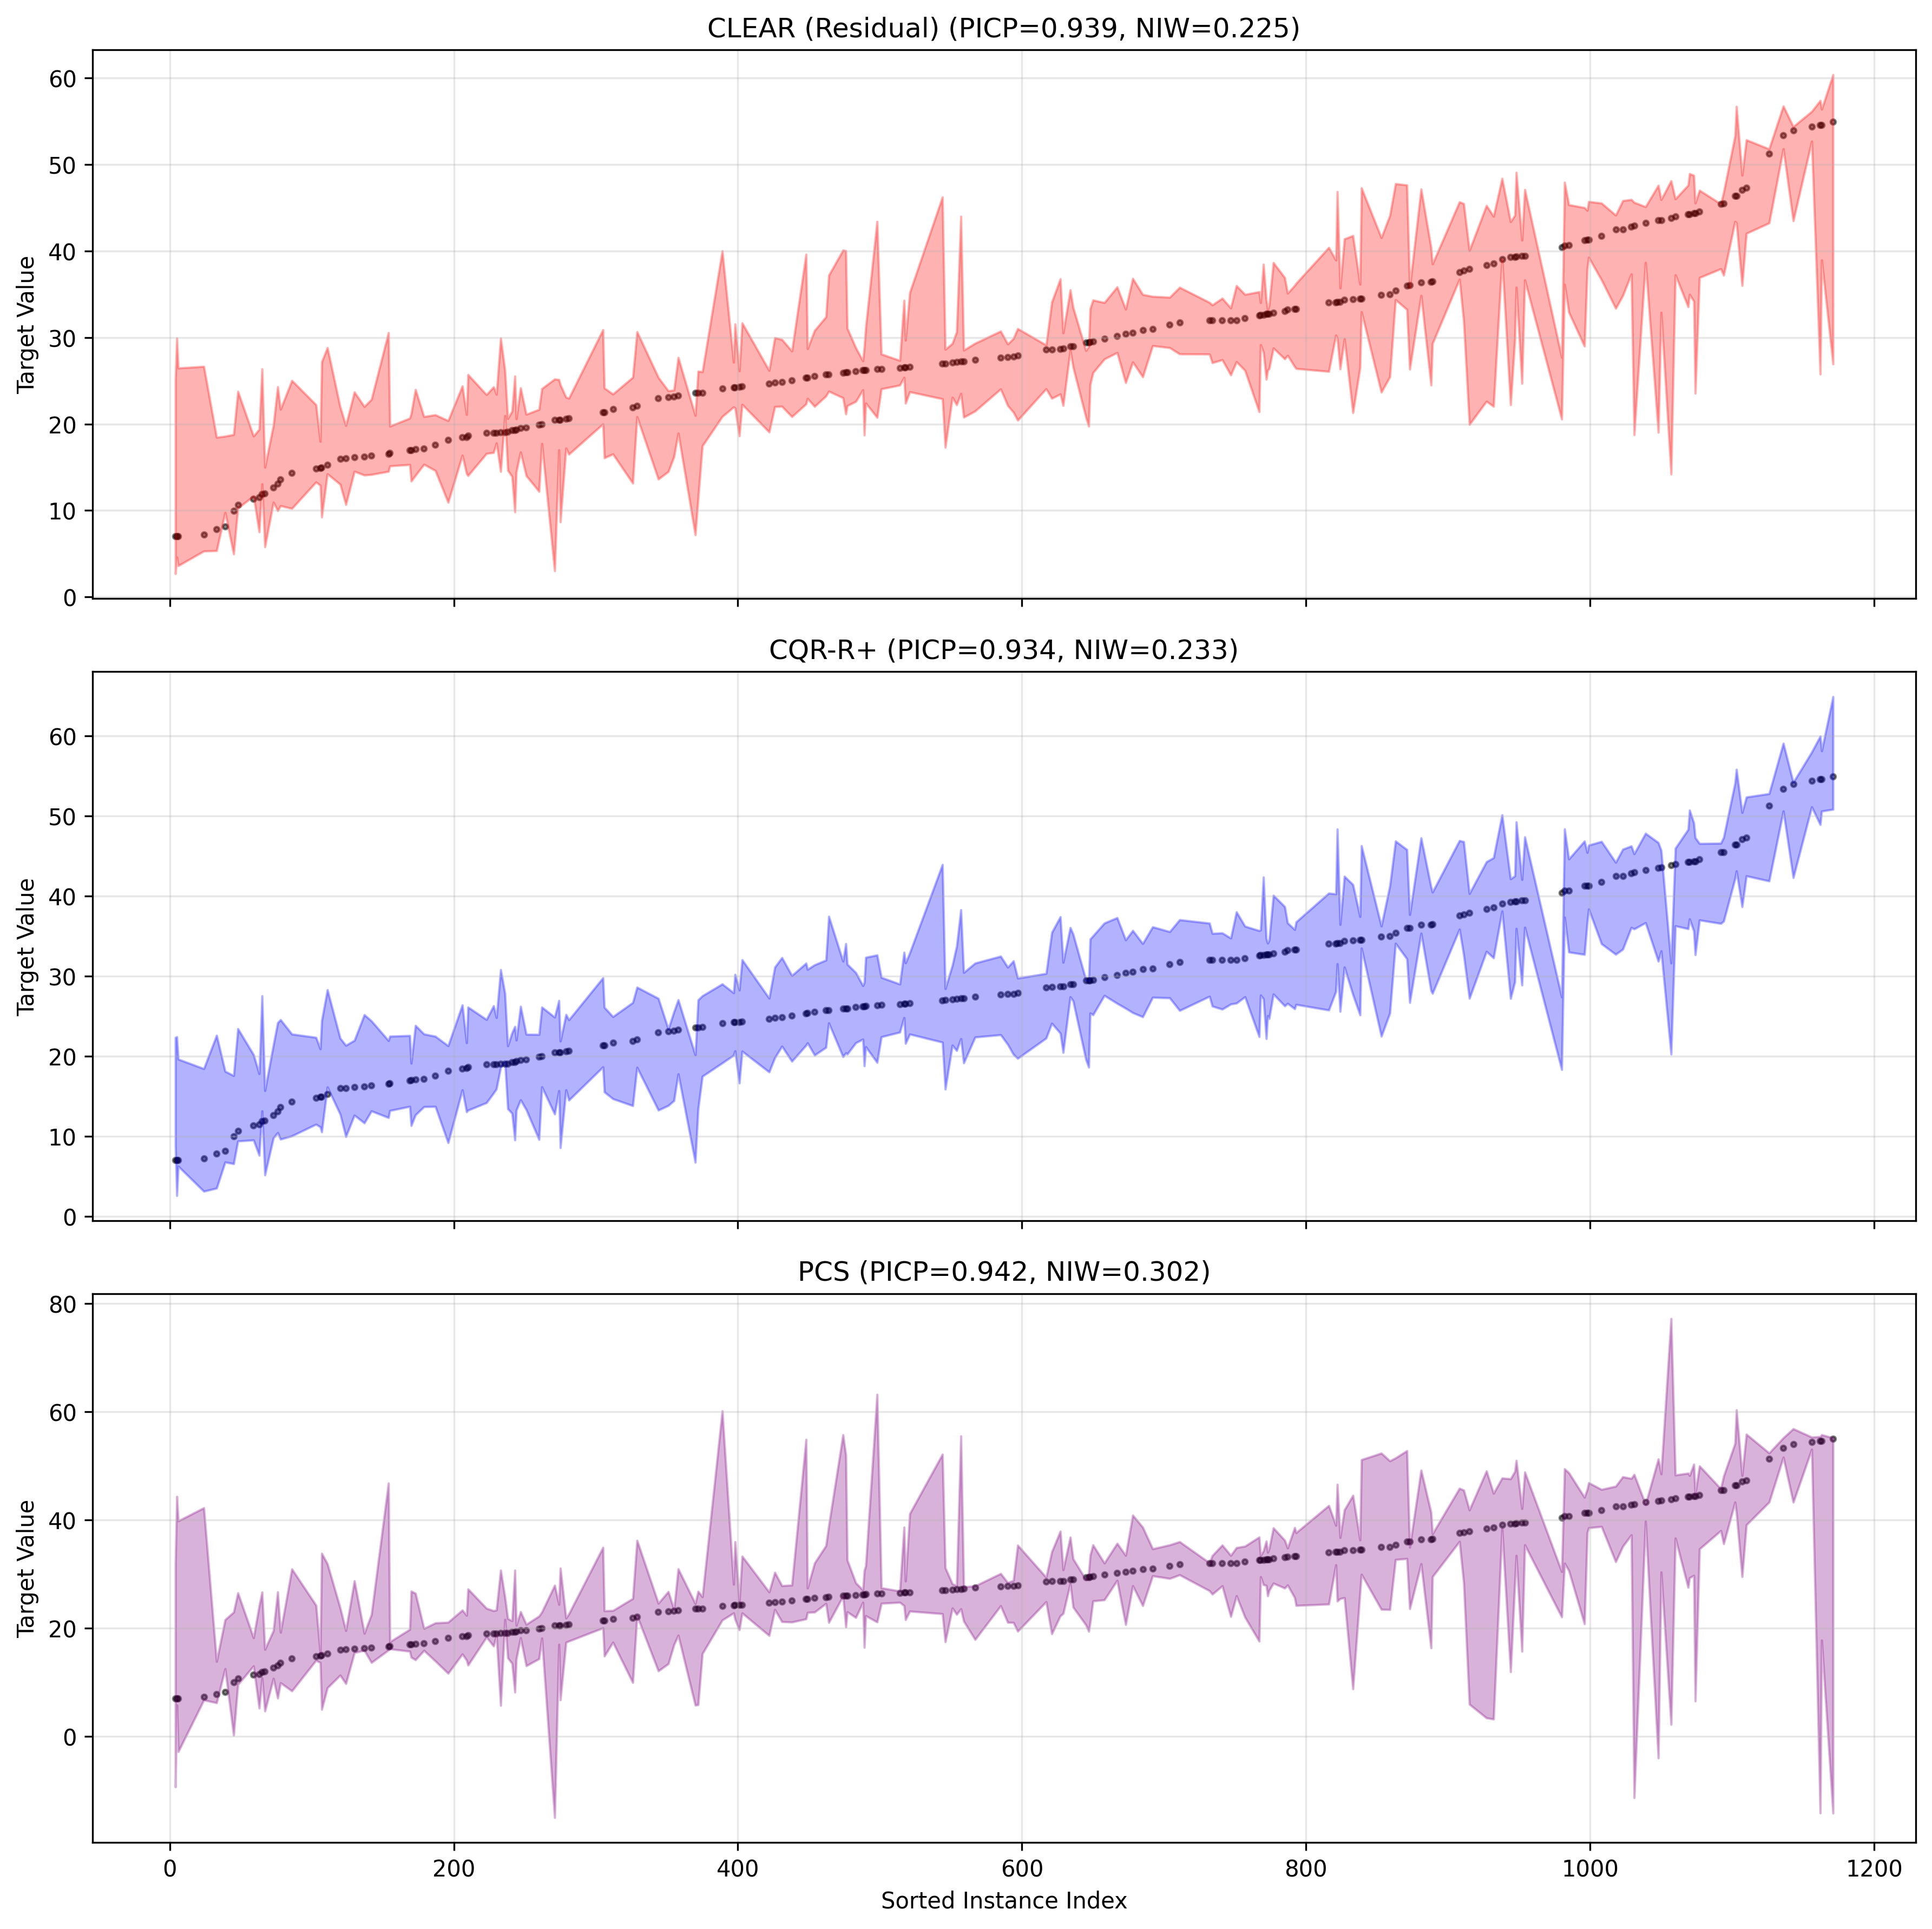 CLEAR (Residual) (PICP=0.939, NIW=0.225)
60
50
40
30
20
10
0
Target Value
CQR-R+ (PICP=0.934, NIW=0.233)
60
50
40
30
20
10
0
Target Value
PCS (PICP=0.942, NIW=0.302)
80
60
40
20
0
Target Value
0 200 400 600 800 1000 1200
Sorted Instance Index